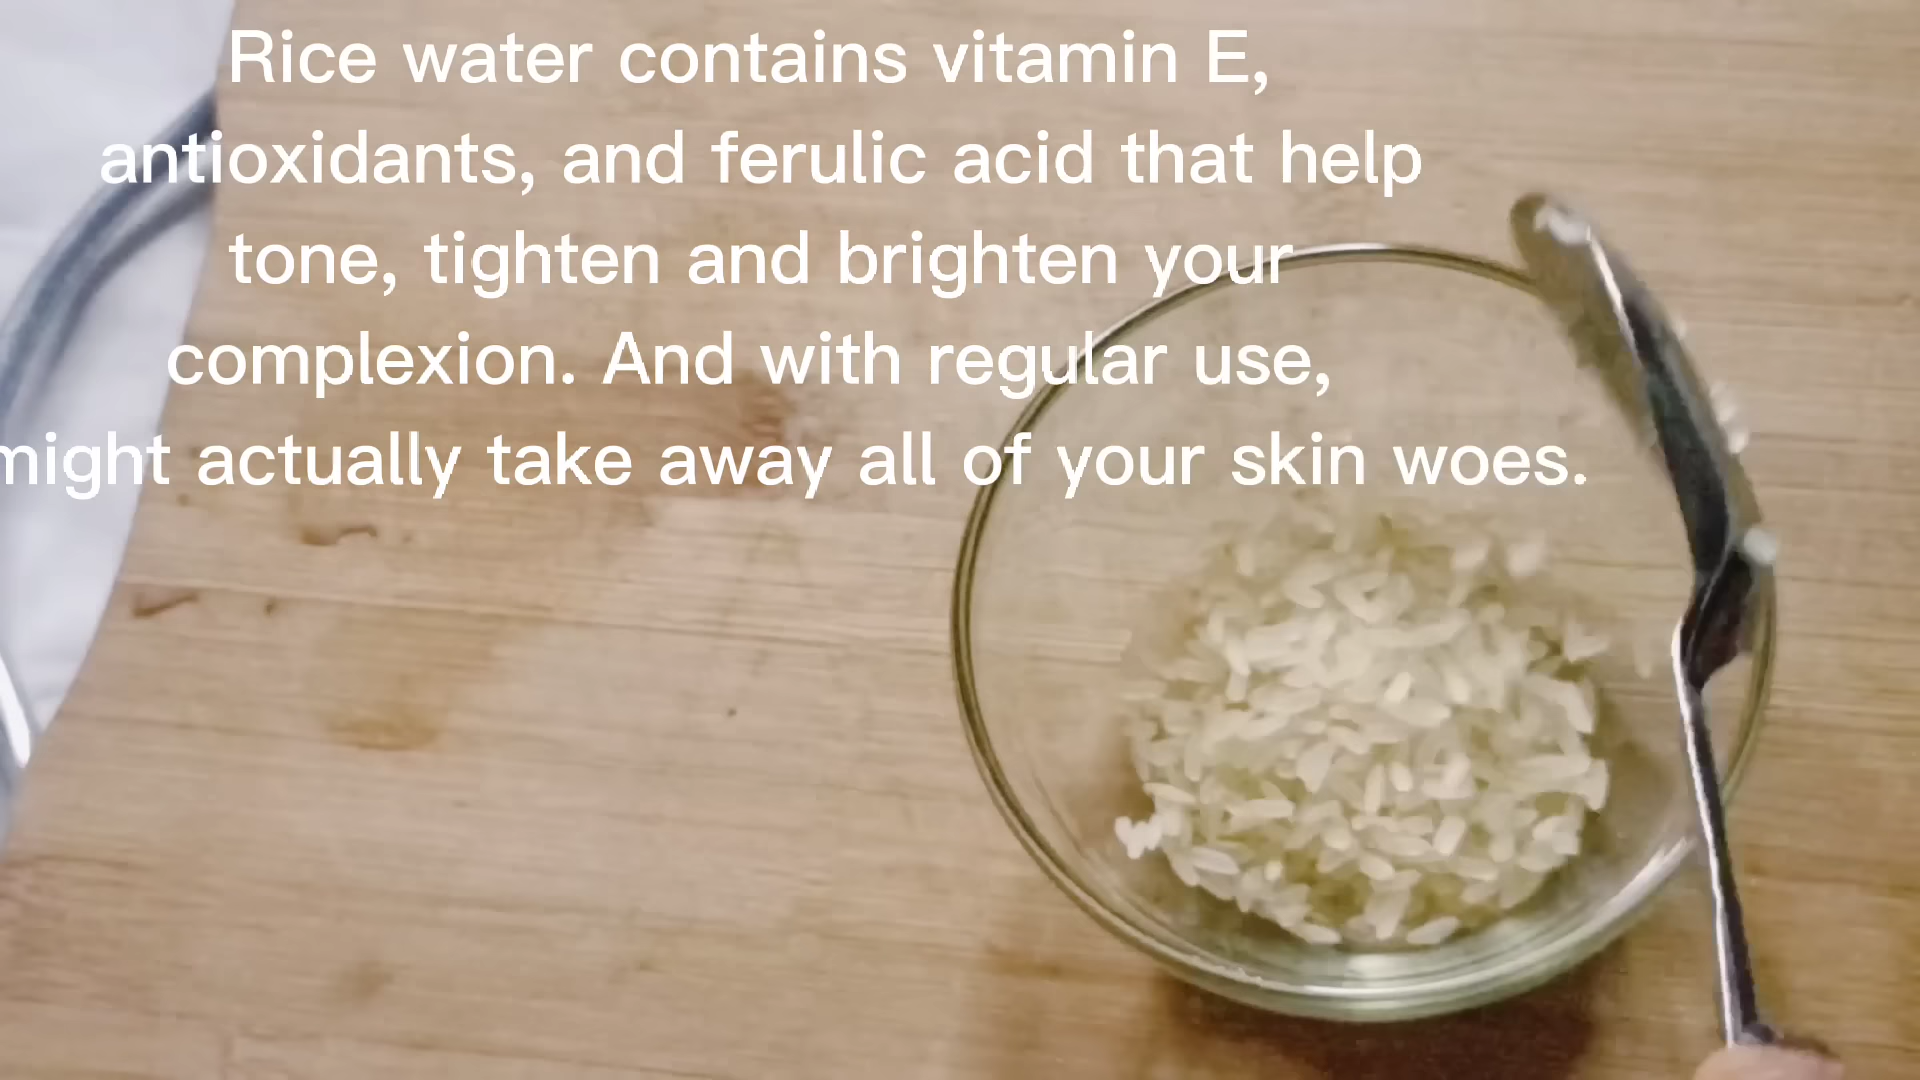 Rice water contains vitamin E,
antioxidants, and ferulic acid that help
tone, tighten and brighten your
complexion. And with regular use,
might actually take away all of your skin woes.